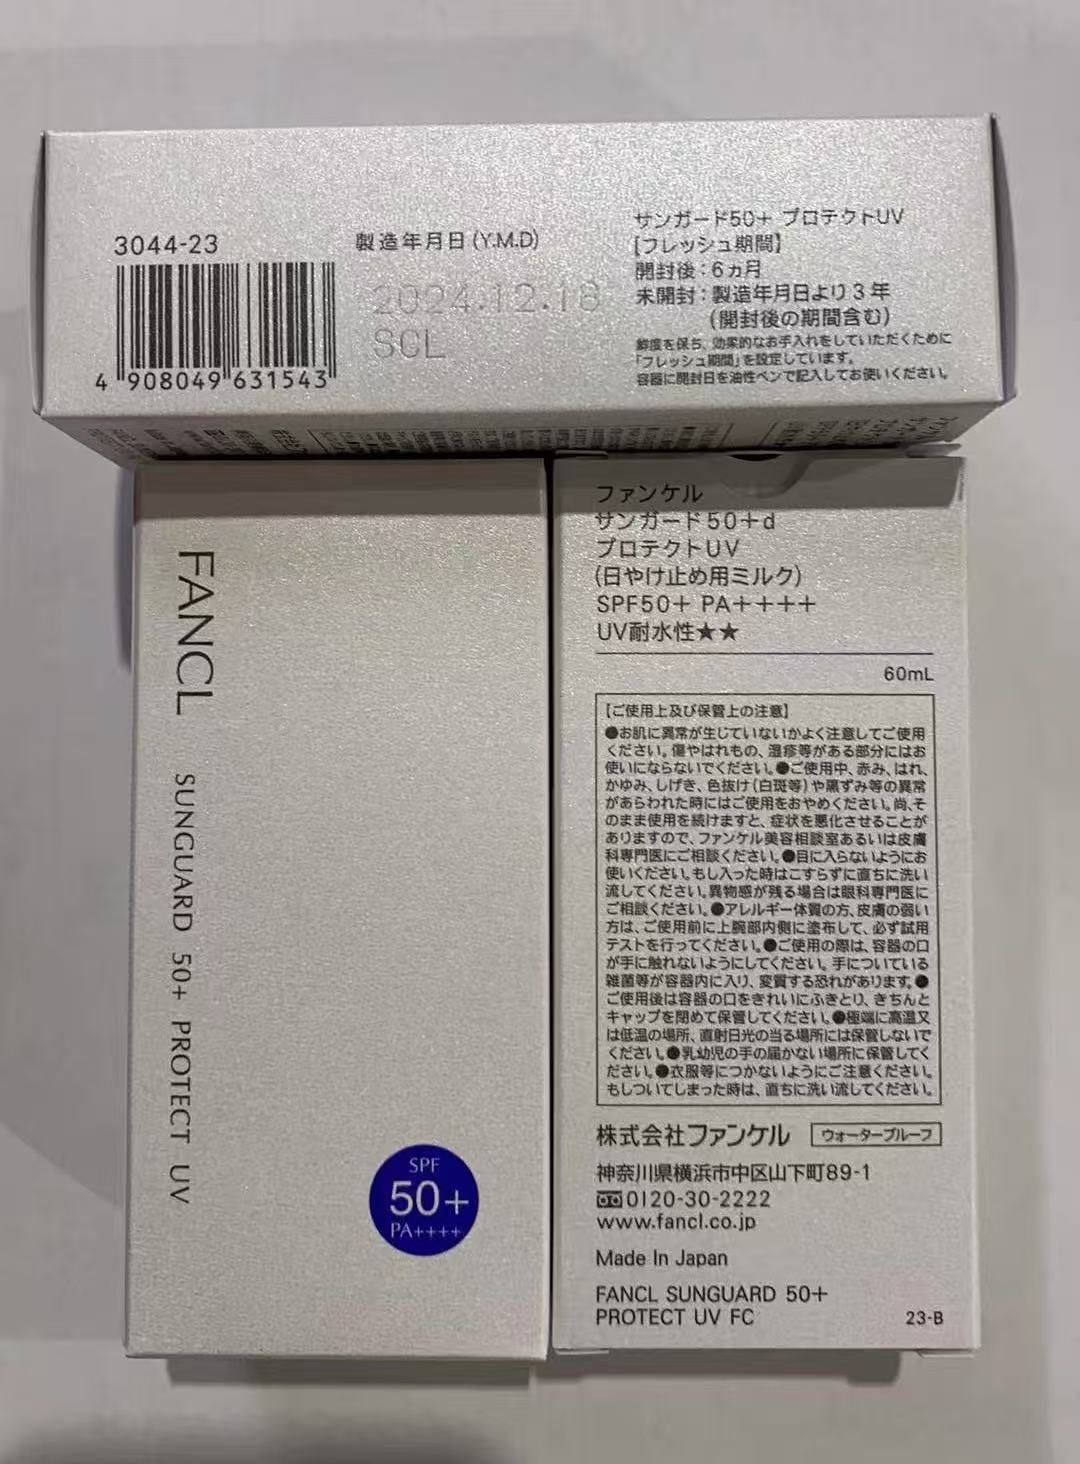 3044-23
4 908049 631543
製造年月日(Y.M.D)
2024.12.18
SCL
サンガード50+ プロテクトUV
【フレッシュ期間】
開封後：6ヵ月
未開封：製造年月日より3年
(開封後の期間含む)
鮮度を保ち、効果的なお手入れをしていただくために
「フレッシュ期間」を設定しています。
容器に開封日を油性ペンで記入してお使いください。
FANCL SUNGUARD 50+ PROTECT UV
SPF
50+
PA++++
ファンケル
サンガード50+d
プロテクトUV
(日やけ止め用ミルク)
SPF50+ PA++++
UV耐水性★★
60mL
【ご使用上及び保管上の注意】
●お肌に異常が生じていないかよく注意してご使用
ください。傷やはれもの、湿疹等がある部分にはお
使いにならないでください。●ご使用中、赤み、はれ、
かゆみ、しげき、色抜け(白斑等)や黒ずみ等の異常
があらわれた時にはご使用をおやめください。尚、そ
のまま使用を続けますと、症状を悪化させることが
ありますので、ファンケル美容相談室あるいは皮膚
科専門医にご相談ください。●目に入らないようにお
使いください。もし入った時はこすらずに直ちに洗い
流してください。異物感が残る場合は眼科専門医に
ご相談ください。●アレルギー体質の方、皮膚の弱い
方は、ご使用前に上腕部内側に塗布して、必ず試用
テストを行ってください。●ご使用の際は、容器の口
が手に触れないようにしてください。手についている
雑菌等が容器内に入り、変質する恐れがあります。●
ご使用後は容器の口をきれいにふきとり、きちんと
キャップを閉めて保管してください。●極端に高温又
は低温の場所、直射日光の当る場所には保管しないで
ください。●乳幼児の手の届かない場所に保管してく
ださい。●衣服等につかないようにご注意ください。
もしついてしまった時は、直ちに洗い流してください。
株式会社ファンケル ウォータープルーフ
神奈川県横浜市中区山下町89-1
0120-30-2222
www.fancl.co.jp
Made In Japan
FANCL SUNGUARD 50+
PROTECT UV FC
23-B